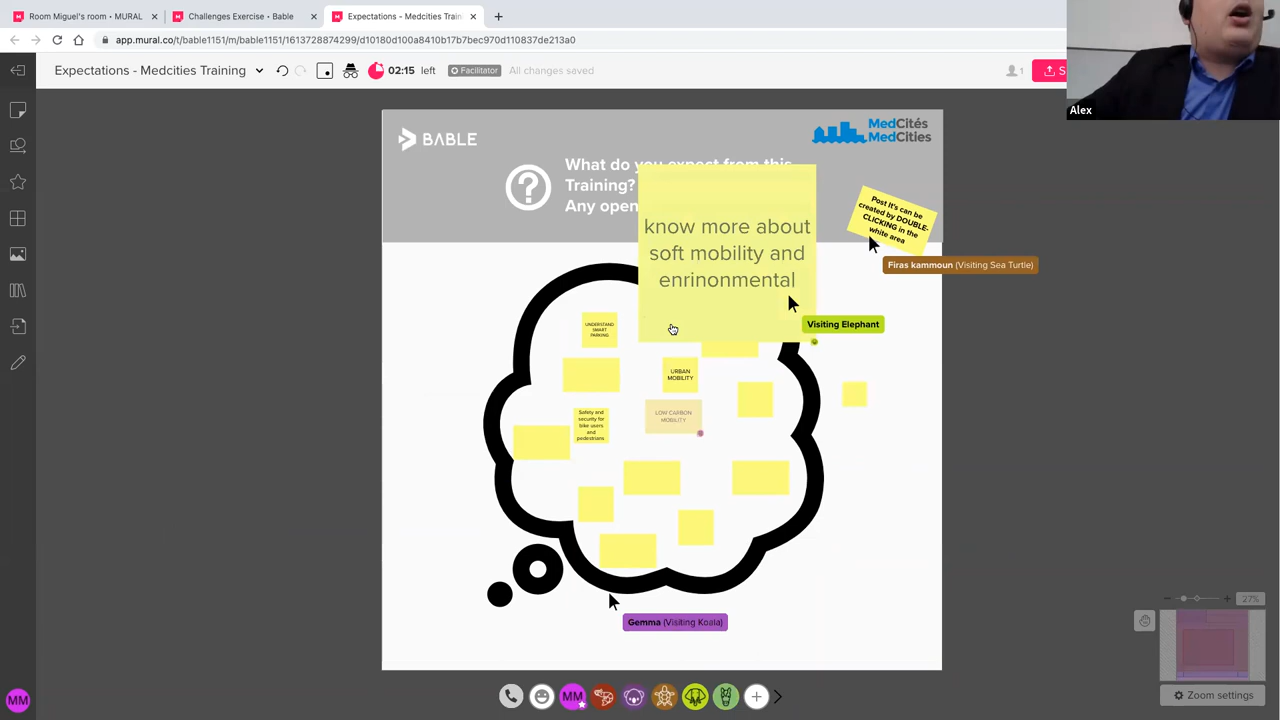 Room Miguel's room • MURAL
Challenges Exercise • Bable
Expectations - Medcities Train
app.mural.co/t/bable1151/m/bable1151/1613728874299/d10180d100a8410b17b7bec970d110837de213a0
Expectations - Medcities Training
02:15 left
Facilitator
All changes saved
1
S
Alex
BABLE
MedCités
MedCities
What do you expect from this
Training?
Any open
know more about
soft mobility and
enrinonmental
Post It's can be
created by DOUBLE-
CLICKING in the
white area
Firas kammoun (Visiting Sea Turtle)
Visiting Elephant
UNDERSTAND
SMART
PARKING
URBAN
MOBILITY
Safety and
security for
bike users
and
pedestrians
LOW CARBON
MOBILITY
Gemma (Visiting Koala)
27%
Zoom settings
MM
MM